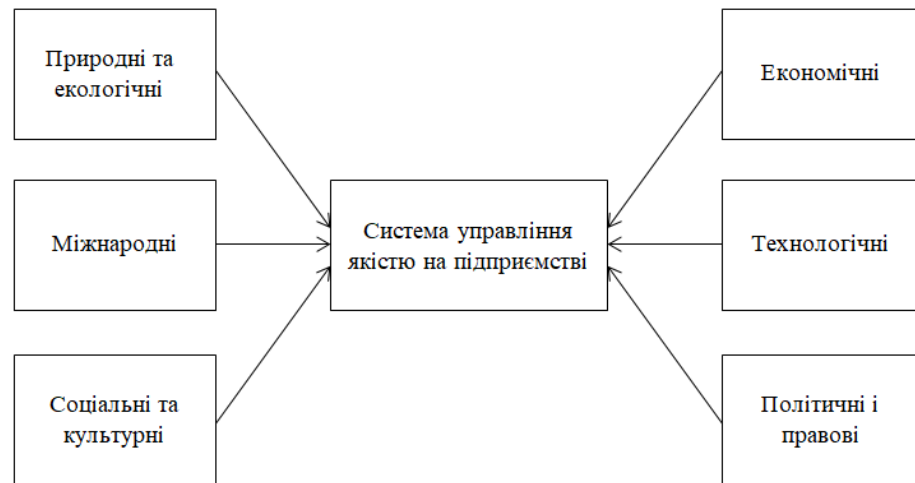 Природні та
екологічні
Економічні
Міжнародні
Система управління
якістю на підприємстві
Технологічні
Соціальні та
культурні
Політичні і
правові